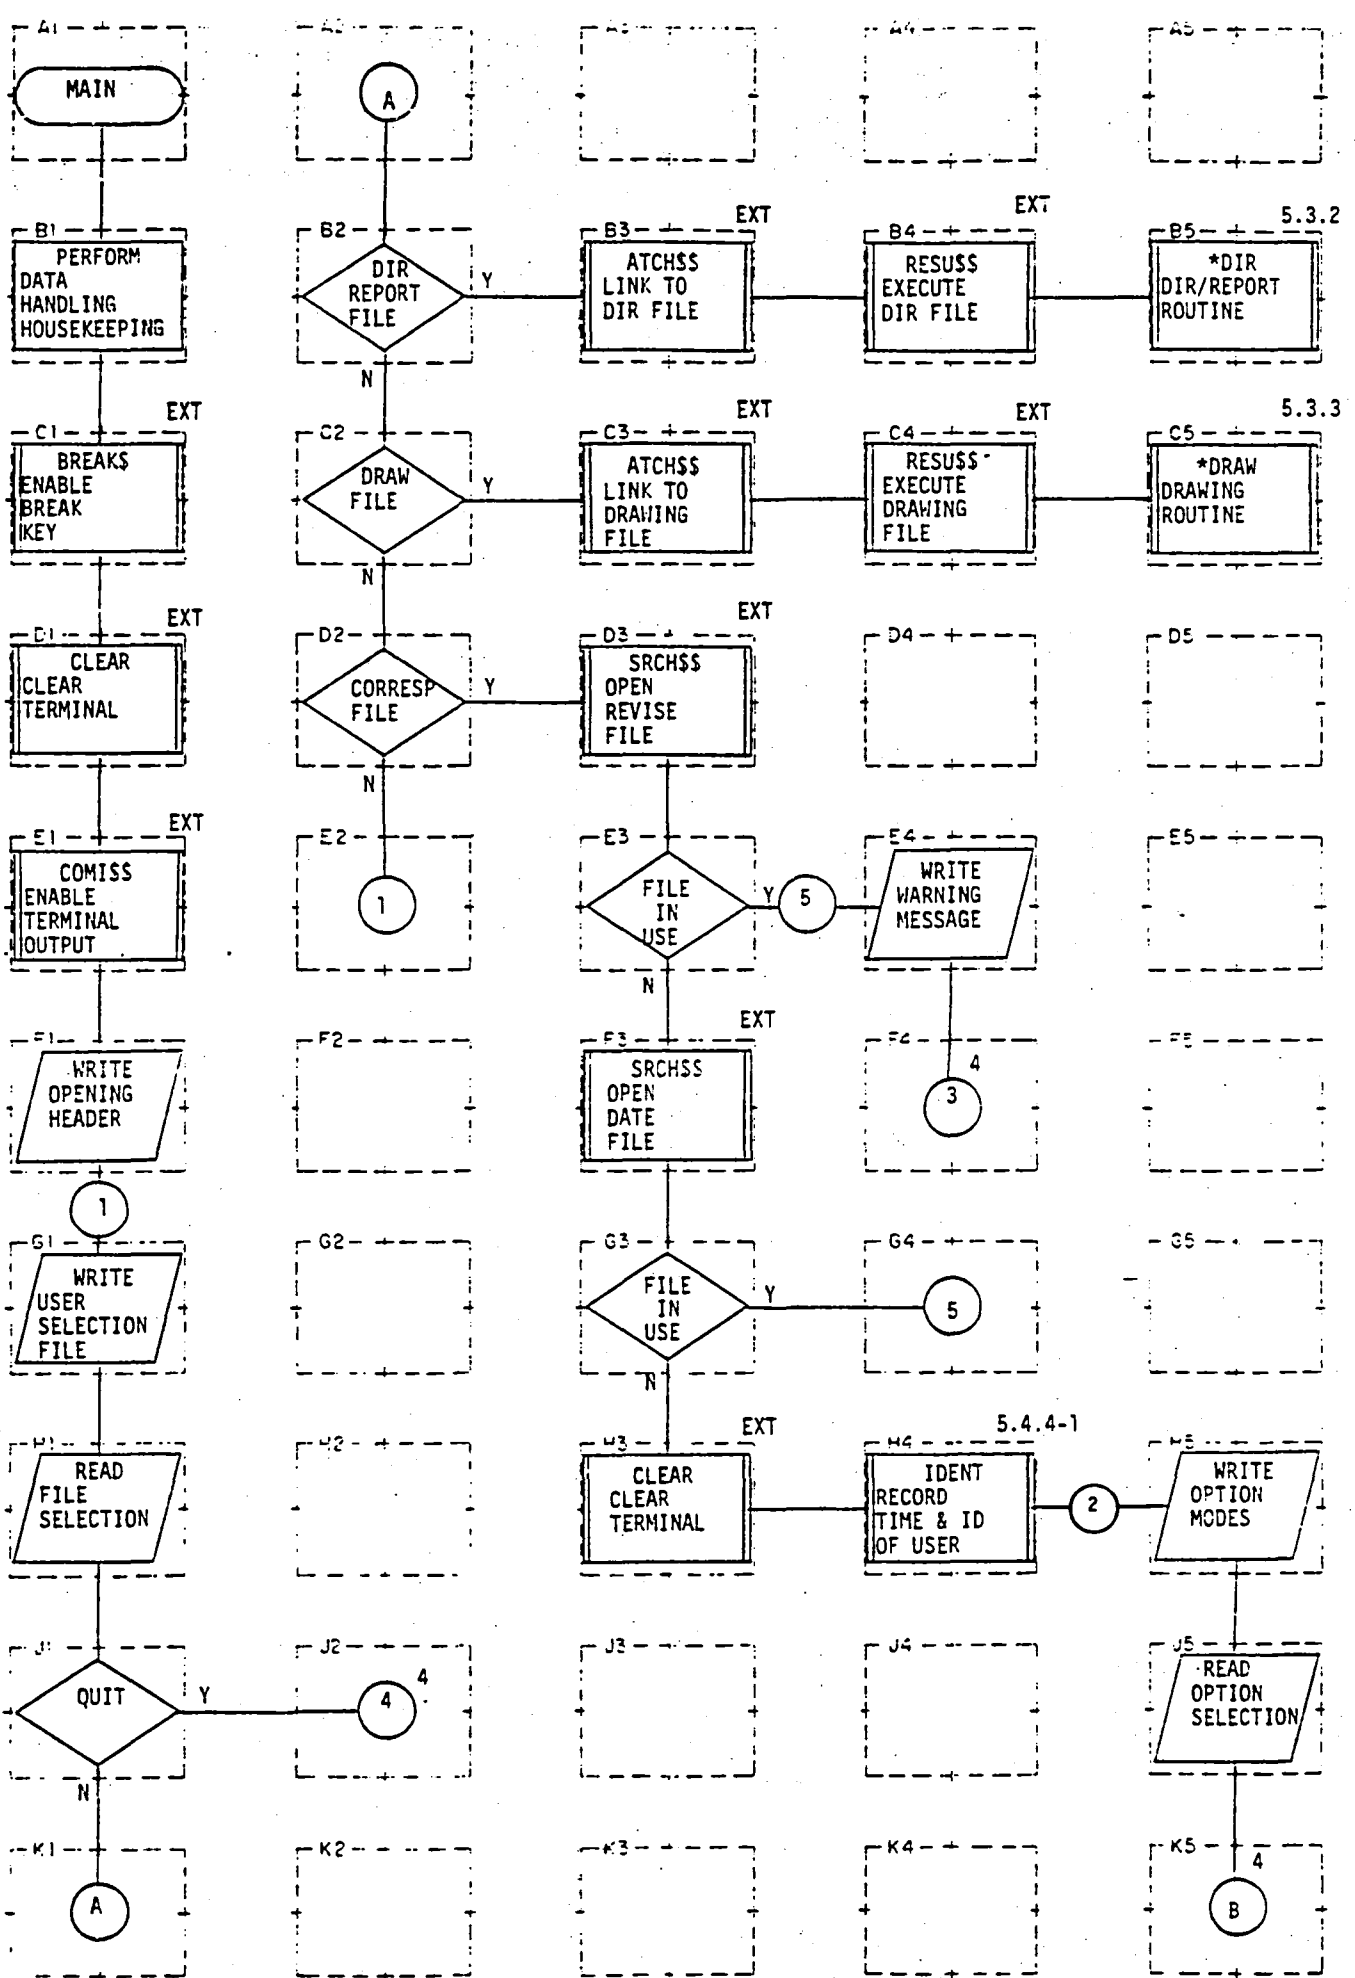 A1
A2
A3
A4
A5
MAIN
A
EXT
EXT
5.3.2
B1
B2
B3
B4
B5
PERFORM
DATA
HANDLING
HOUSEKEEPING
DIR
REPORT
FILE
Y
N
ATCH$$
LINK TO
DIR FILE
RESU$$
EXECUTE
DIR FILE
*DIR
DIR/REPORT
ROUTINE
EXT
EXT
EXT
5.3.3
C1
C2
C3
C4
C5
BREAK$
ENABLE
BREAK
KEY
DRAW
FILE
Y
N
ATCH$$
LINK TO
DRAWING
FILE
RESU$$
EXECUTE
DRAWING
FILE
*DRAW
DRAWING
ROUTINE
EXT
EXT
D1
D2
D3
D4
D5
CLEAR
CLEAR
TERMINAL
CORRESP
FILE
Y
N
SRCH$$
OPEN
REVISE
FILE
EXT
E1
E2
E3
E4
E5
COMI$$
ENABLE
TERMINAL
OUTPUT
1
FILE
IN
USE
Y
N
5
WRITE
WARNING
MESSAGE
EXT
F1
F2
F3
F4
F5
WRITE
OPENING
HEADER
SRCH$$
OPEN
DATE
FILE
4
3
1
G1
G2
G3
G4
G5
WRITE
USER
SELECTION
FILE
FILE
IN
USE
Y
N
5
EXT
5.4.4-1
H1
H2
H3
H4
H5
READ
FILE
SELECTION
CLEAR
CLEAR
TERMINAL
IDENT
RECORD
TIME & ID
OF USER
2
WRITE
OPTION
MODES
J1
J2
J3
J4
J5
QUIT
Y
N
4
4
READ
OPTION
SELECTION
K1
K2
K3
K4
K5
A
4
B